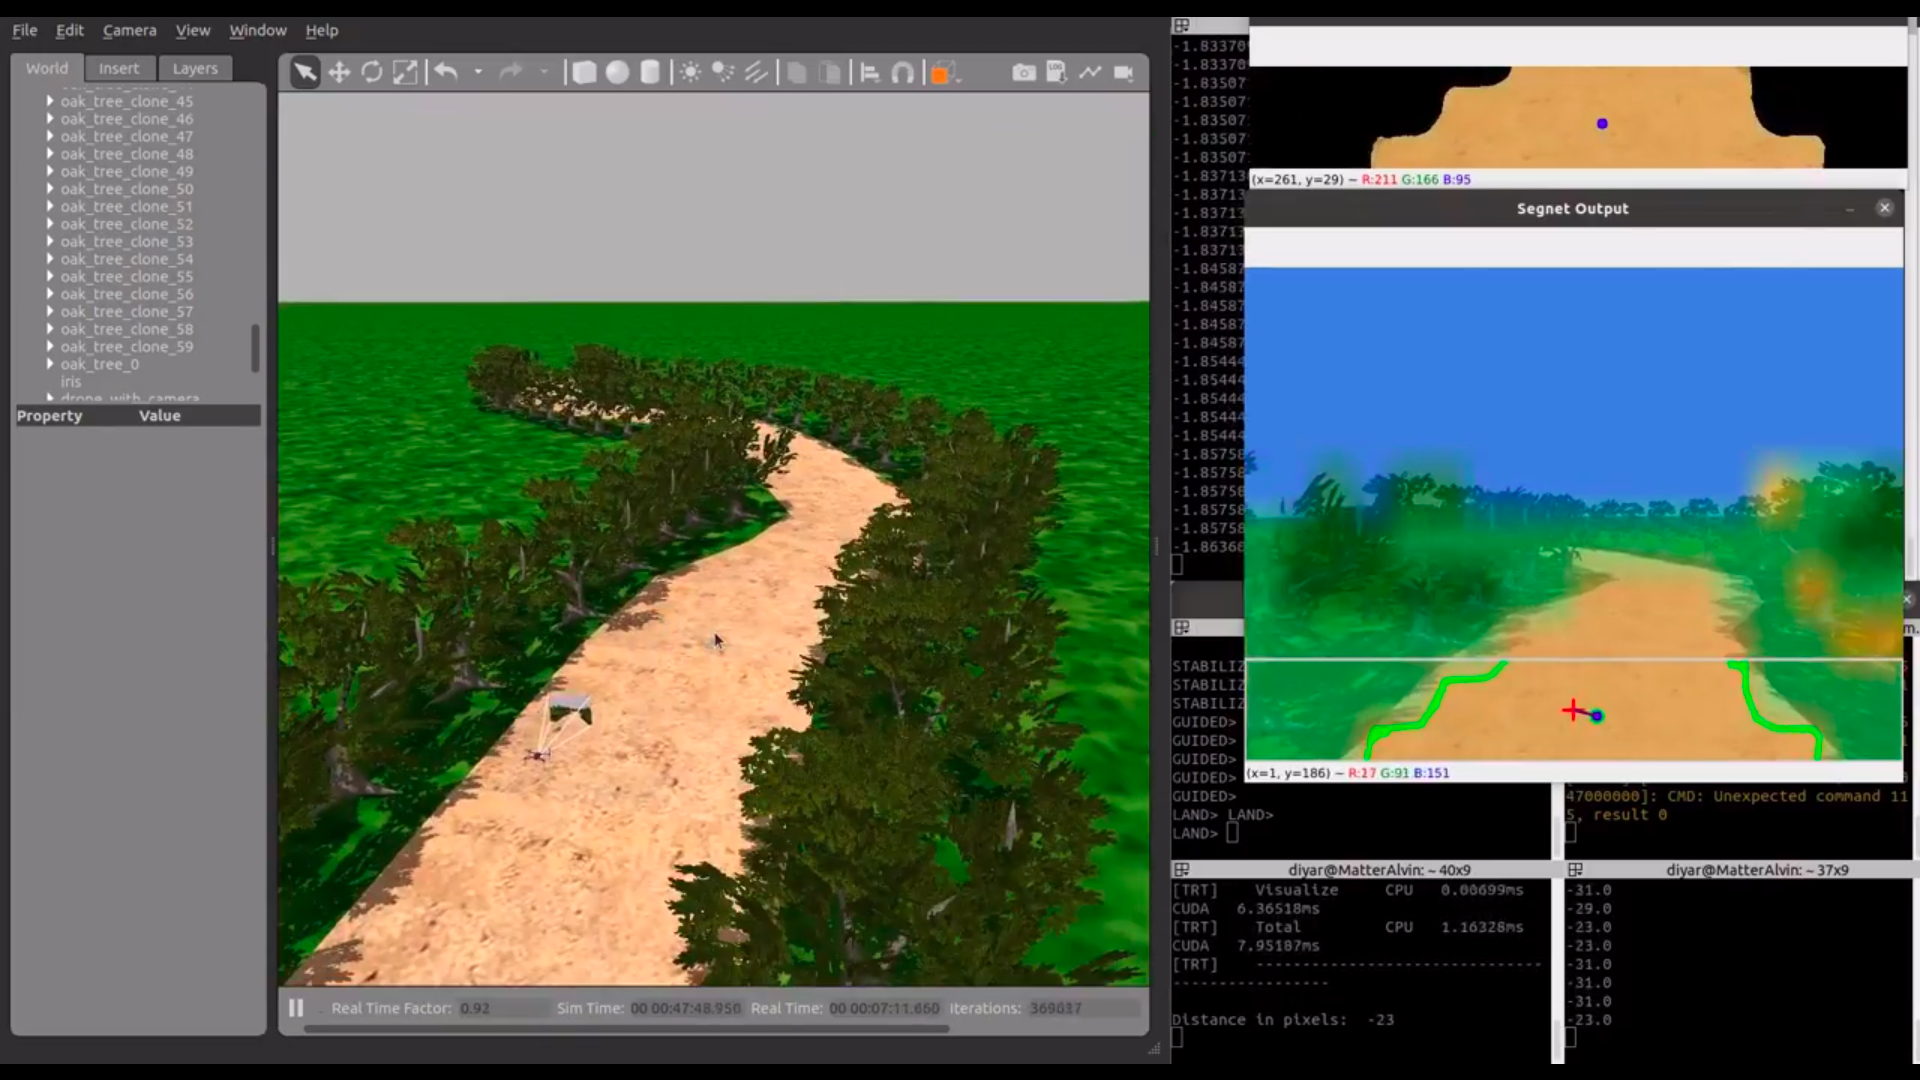 File Edit Camera View Window Help
World Insert Layers
oak_tree_clone_45
oak_tree_clone_46
oak_tree_clone_47
oak_tree_clone_48
oak_tree_clone_49
oak_tree_clone_50
oak_tree_clone_51
oak_tree_clone_52
oak_tree_clone_53
oak_tree_clone_54
oak_tree_clone_55
oak_tree_clone_56
oak_tree_clone_57
oak_tree_clone_58
oak_tree_clone_59
oak_tree_0
iris
drone_with_camera
Property Value
LOG
Real Time Factor: 0.92 Sim Time: 00 00:47:48.950 Real Time: 00 00:07:11.660 Iterations:
-1.83370
-1.83370
-1.83507
-1.83507
-1.83507
-1.83507
-1.83507
-1.83713
-1.83713
-1.83713
-1.83713
-1.83713
-1.84587
-1.84587
-1.84587
-1.84587
-1.84587
-1.85444
-1.85444
-1.85444
-1.85444
-1.85444
-1.85758
-1.85758
-1.85758
-1.85758
-1.85758
-1.86360
(x=261, y=29) ~ R:211 G:166 B:95
Segnet Output
(x=1, y=186) ~ R:27 G:91 B:151
STABILIZ
STABILIZ
STABILIZ
GUIDED>
GUIDED>
GUIDED>
GUIDED>
GUIDED>
LAND> LAND>
LAND>
47000000]: CMD: Unexpected command 11
5, result 0
diyar@MatterAlvin: ~ 40x9
[TRT] Visualize CPU 0.00699ms
CUDA 6.36518ms
[TRT] Total CPU 1.16328ms
CUDA 7.95187ms
[TRT] --------------------------------
-----------------
Distance in pixels: -23
diyar@MatterAlvin: ~ 37x9
-31.0
-29.0
-23.0
-23.0
-31.0
-31.0
-31.0
-23.0